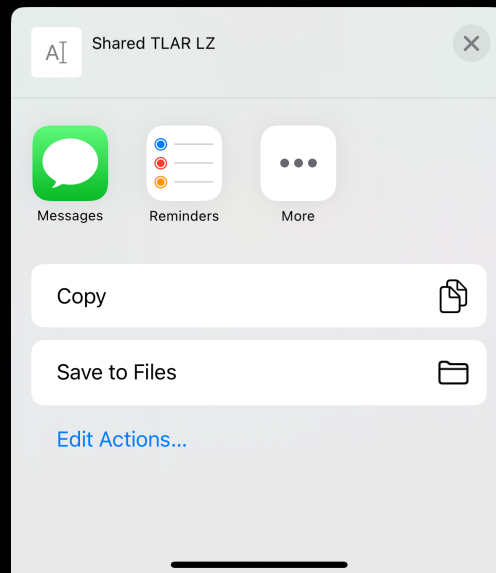 A
Shared TLAR LZ
Messages
Reminders
More
Copy
Save to Files
Edit Actions...